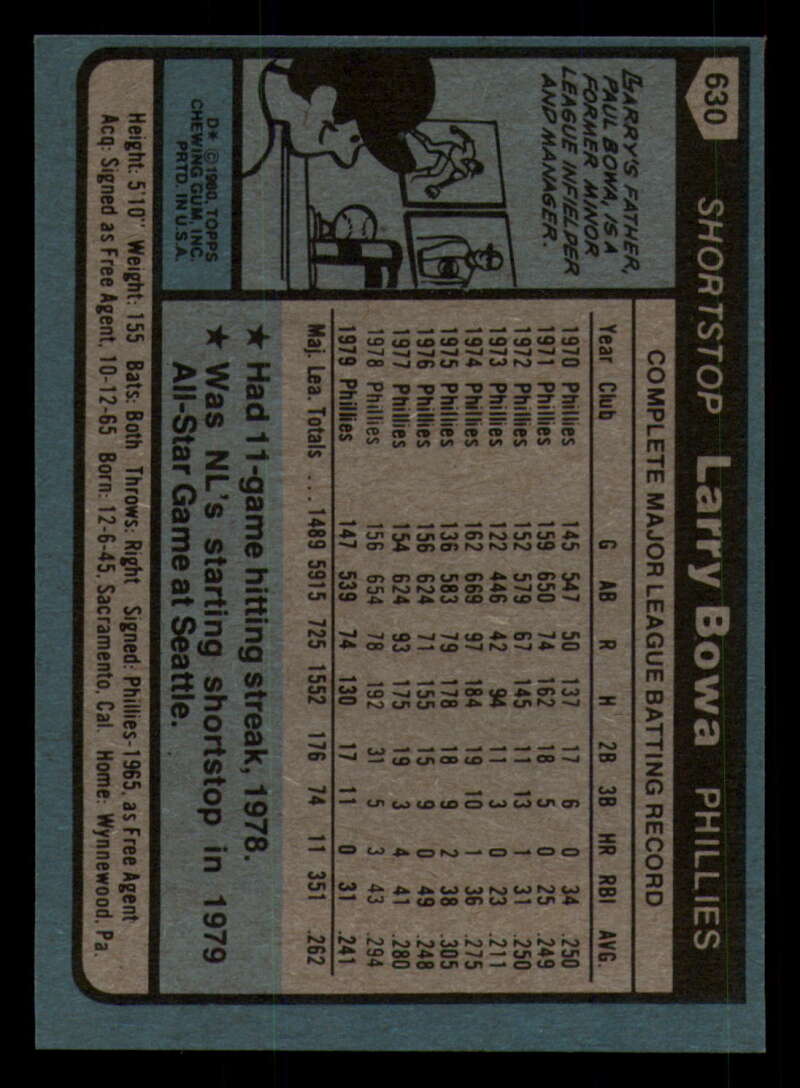 630 SHORTSTOP Larry Bowa PHILLIES
LARRY'S FATHER,
PAUL BOWA, IS A
FORMER MINOR
LEAGUE INFIELDER
AND MANAGER.
D* © 1980, TOPPS
CHEWING GUM, INC.
PRTD. IN U.S.A.
COMPLETE MAJOR LEAGUE BATTING RECORD
Year Club G AB R H 2B 3B HR RBI AVG.
1970 Phillies 145 547 50 137 17 6 0 34 .250
1971 Phillies 159 650 74 162 18 5 0 25 .249
1972 Phillies 152 579 67 145 11 13 1 31 .250
1973 Phillies 122 446 42 94 11 3 0 23 .211
1974 Phillies 162 669 97 184 19 10 1 36 .275
1975 Phillies 136 583 79 178 18 9 2 38 .305
1976 Phillies 156 624 71 155 15 9 0 49 .248
1977 Phillies 154 624 93 175 19 3 4 41 .280
1978 Phillies 156 654 78 192 31 5 3 43 .294
1979 Phillies 147 539 74 130 17 11 0 31 .241
Maj. Lea. Totals ... 1489 5915 725 1552 176 74 11 351 .262
★ Had 11-game hitting streak, 1978.
★ Was NL's starting shortstop in 1979
All-Star Game at Seattle.
Height: 5'10" Weight: 155 Bats: Both Throws: Right Signed: Phillies-1965, as Free Agent
Acq: Signed as Free Agent, 10-12-65 Born: 12-6-45, Sacramento, Cal. Home: Wynnewood, Pa.